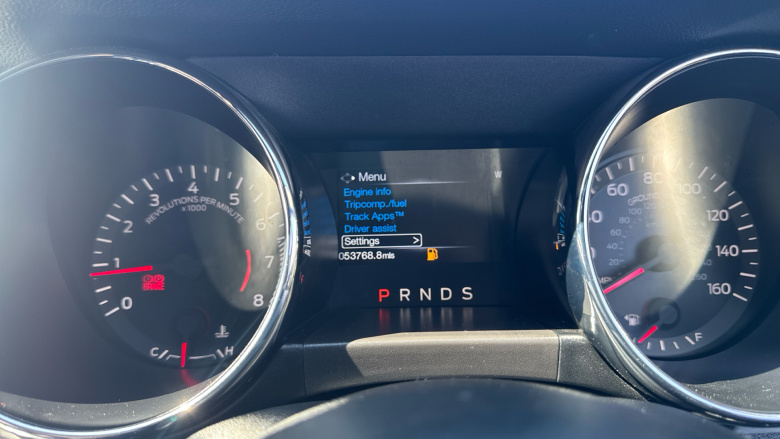 Menu
W
Engine info
Tripcomp./fuel
Track Apps™
Driver assist
Settings >
053768.8mls
P R N D S
0
1
2
3
4
5
6
7
8
REVOLUTIONS PER MINUTE
x1000
C
H
60
80
100
120
140
160
GROUND
F